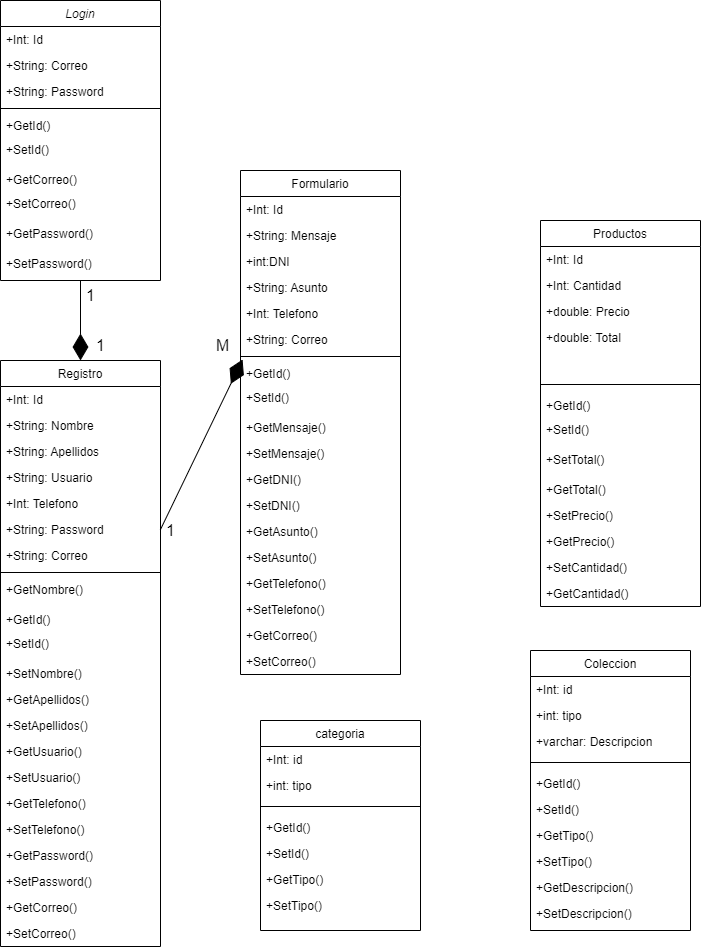 Login
+Int: Id
+String: Correo
+String: Password
+GetId()
+SetId()
+GetCorreo()
+SetCorreo()
+GetPassword()
+SetPassword()
1
1
Registro
+Int: Id
+String: Nombre
+String: Apellidos
+String: Usuario
+Int: Telefono
+String: Password
+String: Correo
+GetNombre()
+GetId()
+SetId()
+SetNombre()
+GetApellidos()
+SetApellidos()
+GetUsuario()
+SetUsuario()
+GetTelefono()
+SetTelefono()
+GetPassword()
+SetPassword()
+GetCorreo()
+SetCorreo()
1
M
Formulario
+Int: Id
+String: Mensaje
+int:DNI
+String: Asunto
+Int: Telefono
+String: Correo
+GetId()
+SetId()
+GetMensaje()
+SetMensaje()
+GetDNI()
+SetDNI()
+GetAsunto()
+SetAsunto()
+GetTelefono()
+SetTelefono()
+GetCorreo()
+SetCorreo()
categoria
+Int: id
+int: tipo
+GetId()
+SetId()
+GetTipo()
+SetTipo()
Productos
+Int: Id
+Int: Cantidad
+double: Precio
+double: Total
+GetId()
+SetId()
+SetTotal()
+GetTotal()
+SetPrecio()
+GetPrecio()
+SetCantidad()
+GetCantidad()
Coleccion
+Int: id
+int: tipo
+varchar: Descripcion
+GetId()
+SetId()
+GetTipo()
+SetTipo()
+GetDescripcion()
+SetDescripcion()